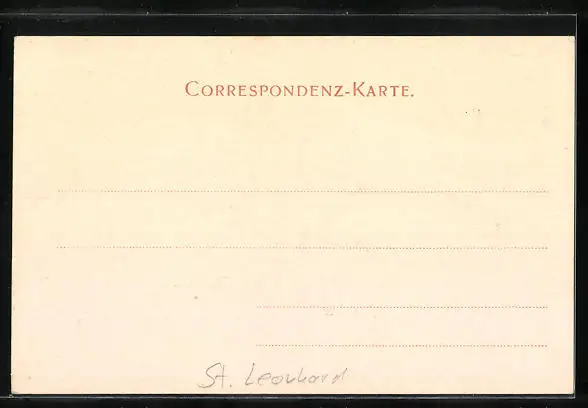 CORRESPONDENZ-KARTE.
St. Leonhard